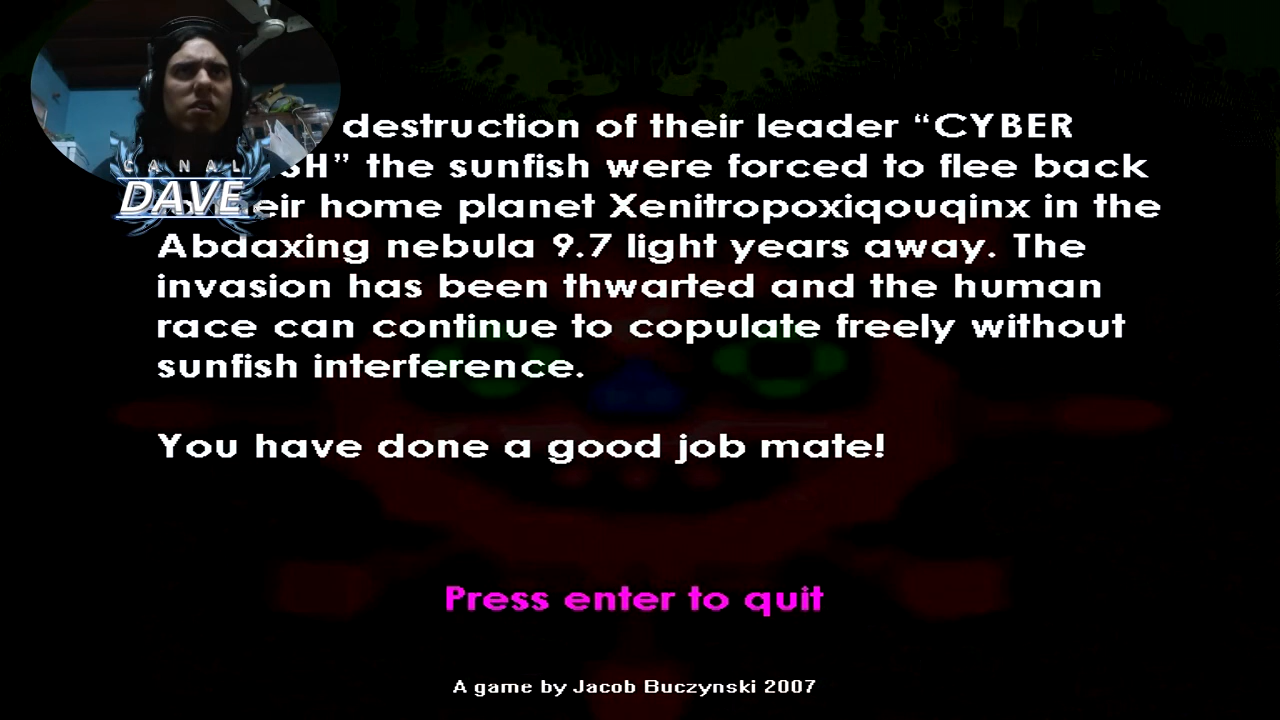 CANAL
DAVE
destruction of their leader “CYBER
” the sunfish were forced to flee back
their home planet Xenitropoxiqouqinx in the
Abdaxing nebula 9.7 light years away. The
invasion has been thwarted and the human
race can continue to copulate freely without
sunfish interference.
You have done a good job mate!
Press enter to quit
A game by Jacob Buczynski 2007